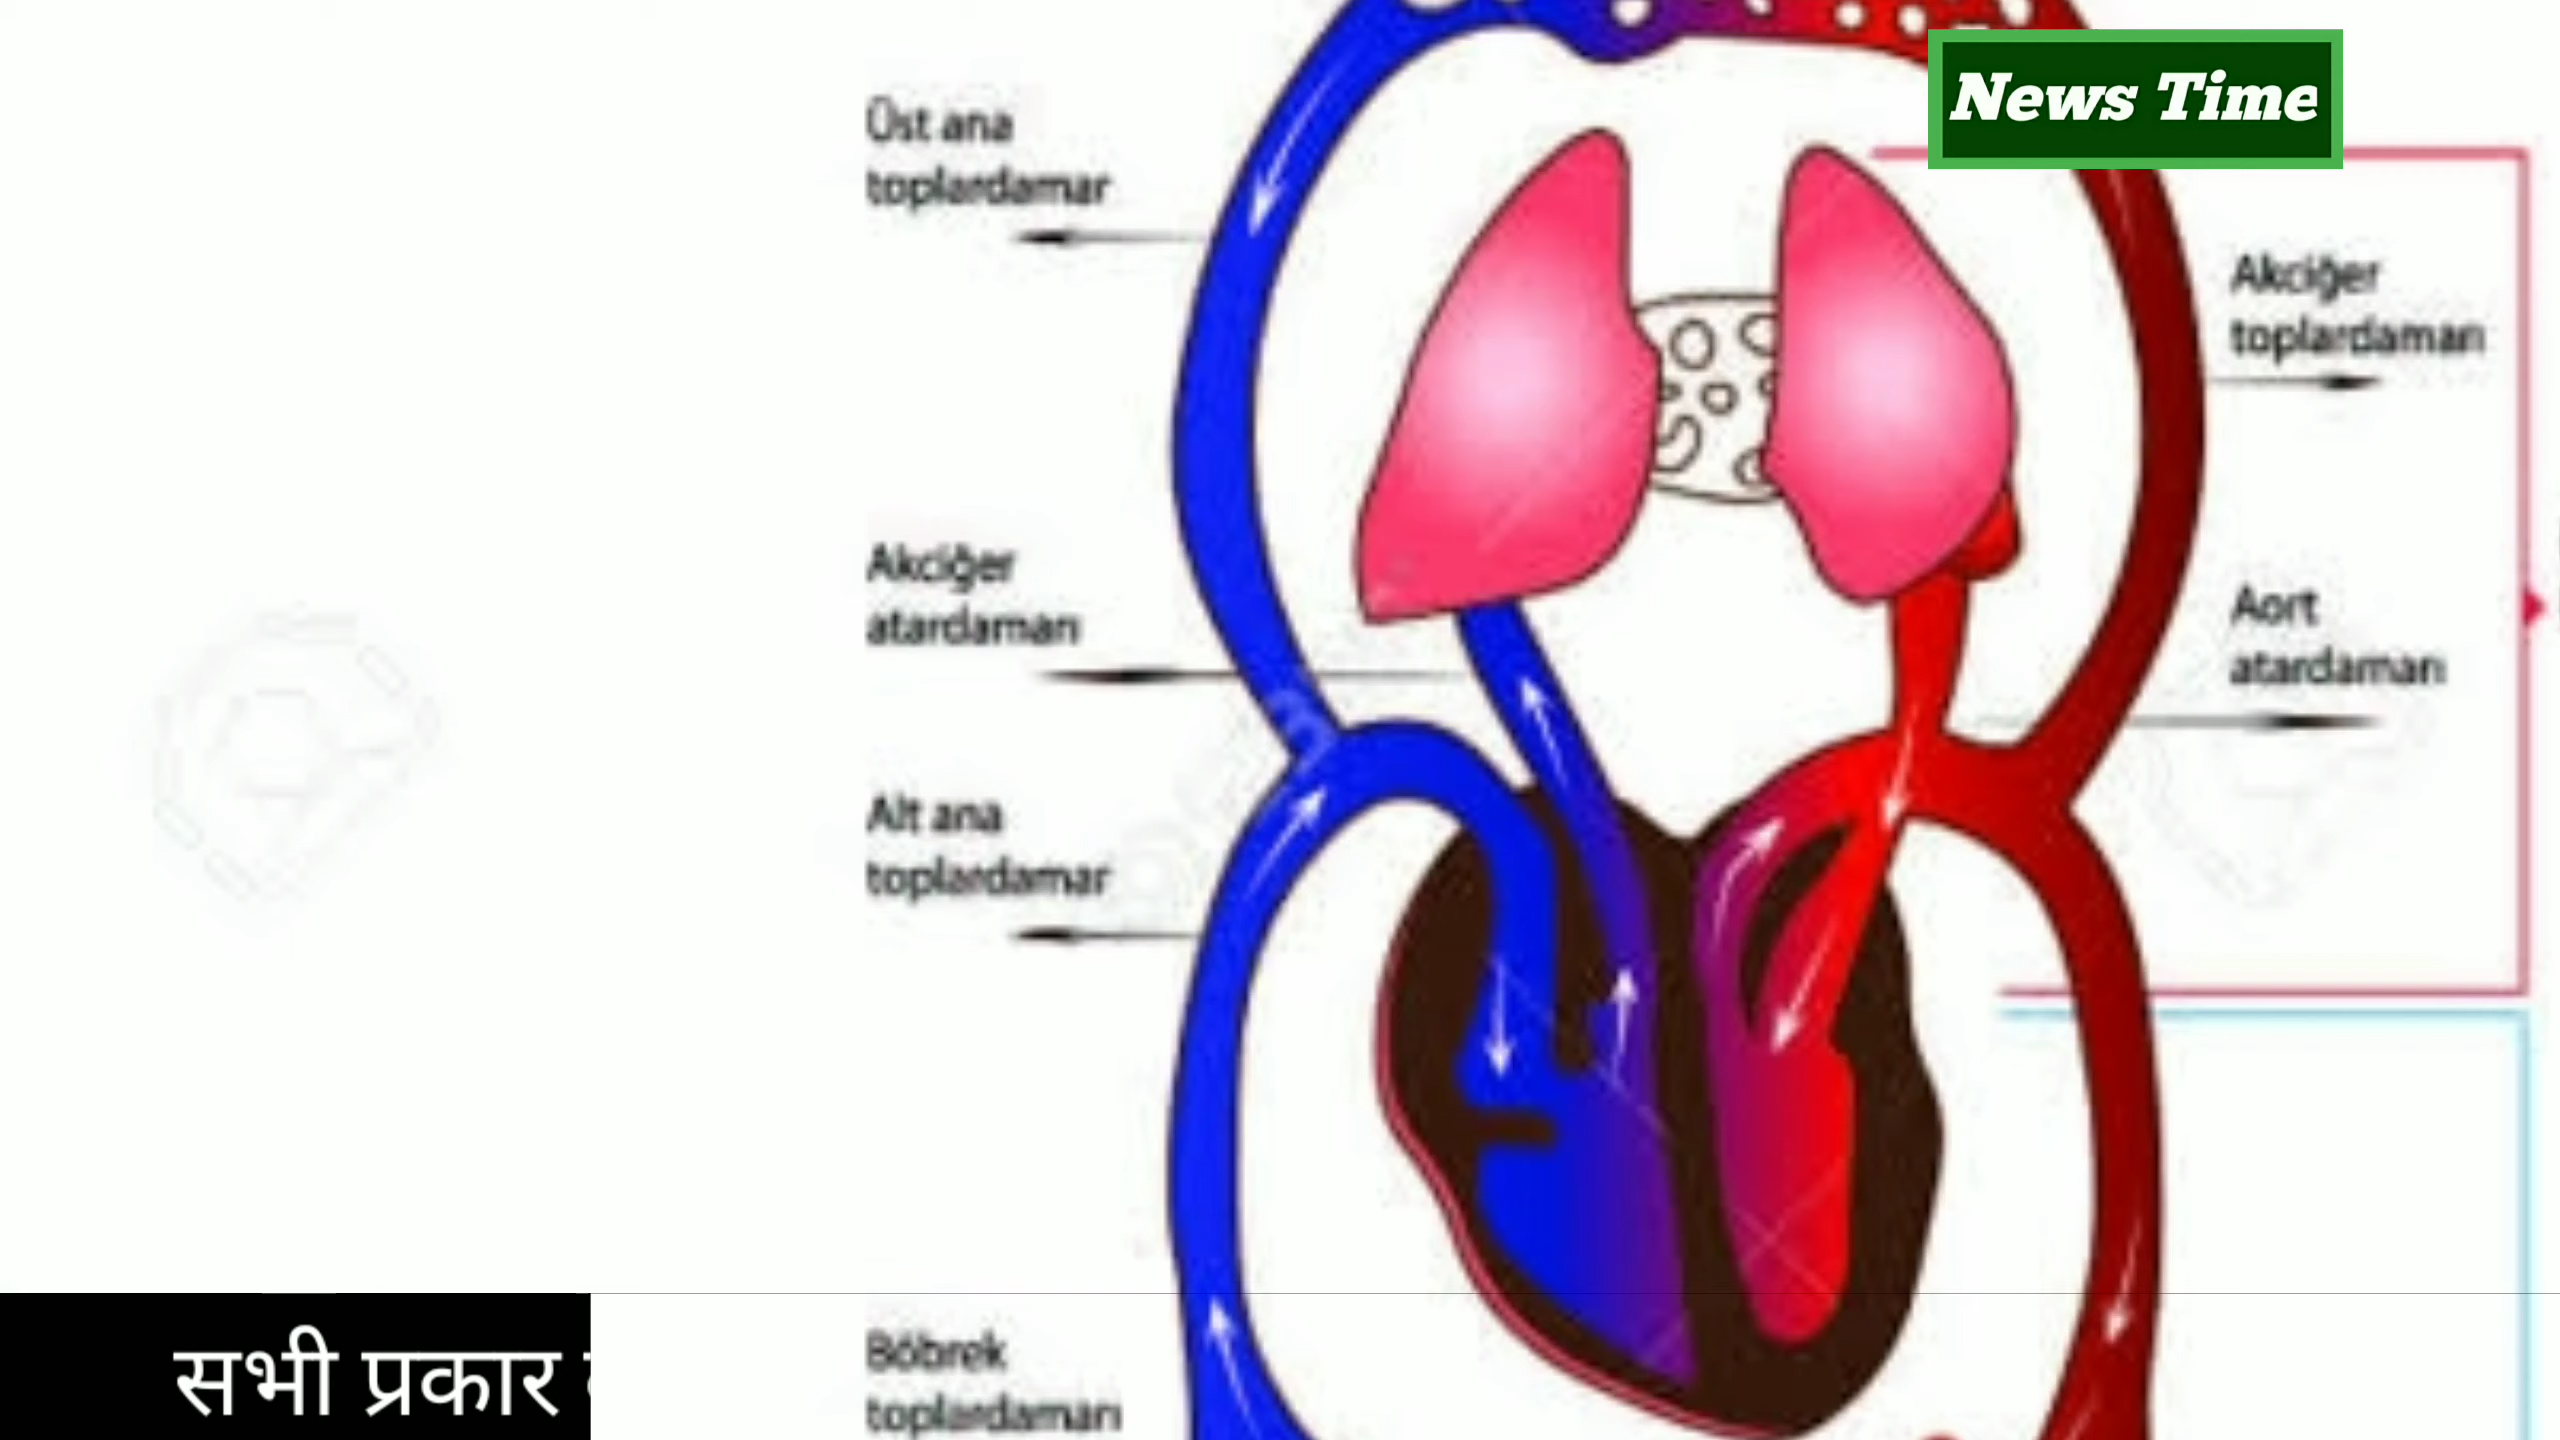 News Time
Üst ana
toplardamar
Akciğer
toplardamarı
Akciğer
atardamarı
Aort
atardamarı
Alt ana
toplardamar
Böbrek
toplardamarı
सभी प्रकार